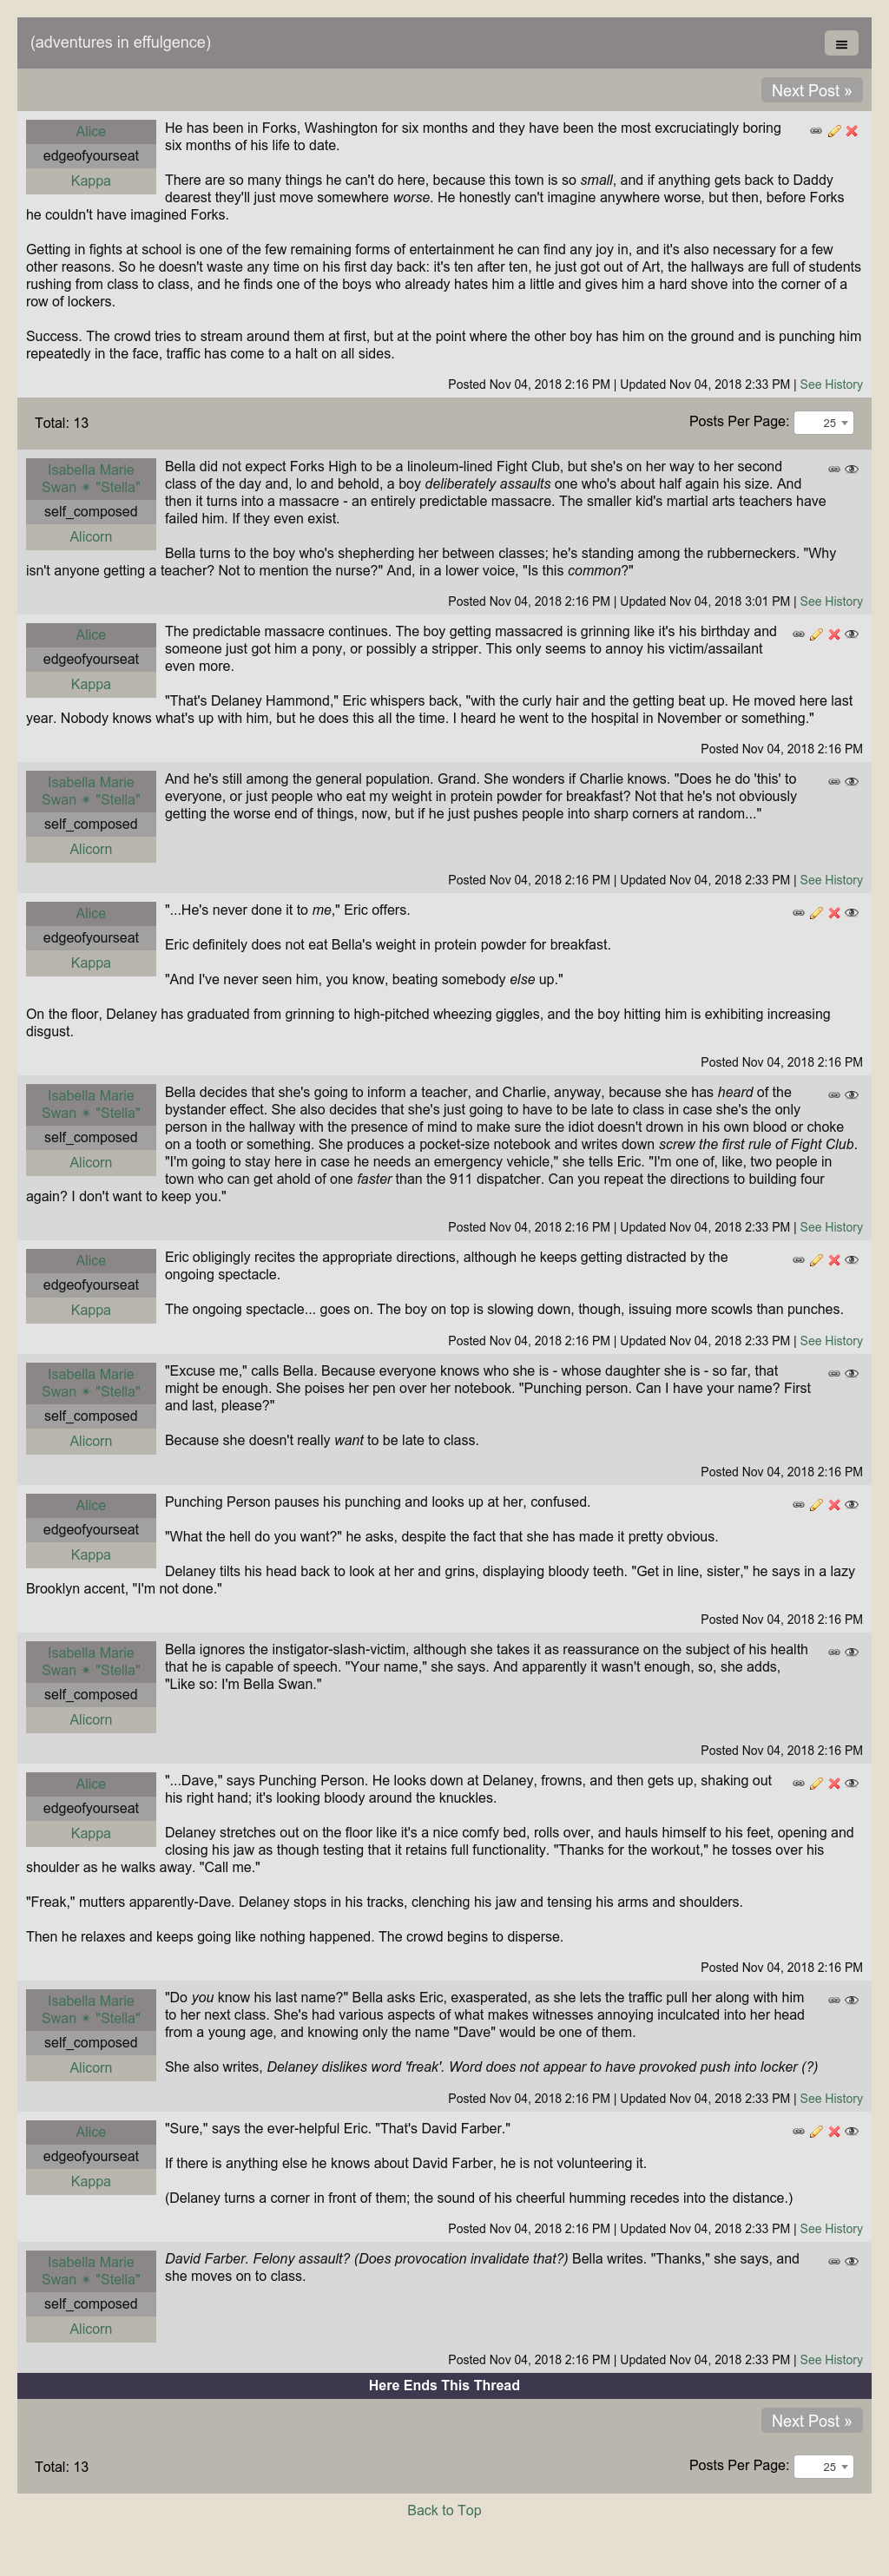 (adventures in effulgence)
Next Post »
Alice
edgeofyourseat
Kappa
He has been in Forks, Washington for six months and they have been the most excruciatingly boring
six months of his life to date.
There are so many things he can't do here, because this town is so small, and if anything gets back to Daddy
dearest they'll just move somewhere worse. He honestly can't imagine anywhere worse, but then, before Forks
he couldn't have imagined Forks.
Getting in fights at school is one of the few remaining forms of entertainment he can find any joy in, and it's also necessary for a few
other reasons. So he doesn't waste any time on his first day back: it's ten after ten, he just got out of Art, the hallways are full of students
rushing from class to class, and he finds one of the boys who already hates him a little and gives him a hard shove into the corner of a
row of lockers.
Success. The crowd tries to stream around them at first, but at the point where the other boy has him on the ground and is punching him
repeatedly in the face, traffic has come to a halt on all sides.
Posted Nov 04, 2018 2:16 PM | Updated Nov 04, 2018 2:33 PM | See History
Total: 13
Posts Per Page: 25
Isabella Marie
Swan ✴ "Stella"
self_composed
Alicorn
Bella did not expect Forks High to be a linoleum-lined Fight Club, but she's on her way to her second
class of the day and, lo and behold, a boy deliberately assaults one who's about half again his size. And
then it turns into a massacre - an entirely predictable massacre. The smaller kid's martial arts teachers have
failed him. If they even exist.
Bella turns to the boy who's shepherding her between classes; he's standing among the rubberneckers. "Why
isn't anyone getting a teacher? Not to mention the nurse?" And, in a lower voice, "Is this common?"
Posted Nov 04, 2018 2:16 PM | Updated Nov 04, 2018 3:01 PM | See History
Alice
edgeofyourseat
Kappa
The predictable massacre continues. The boy getting massacred is grinning like it's his birthday and
someone just got him a pony, or possibly a stripper. This only seems to annoy his victim/assailant
even more.
"That's Delaney Hammond," Eric whispers back, "with the curly hair and the getting beat up. He moved here last
year. Nobody knows what's up with him, but he does this all the time. I heard he went to the hospital in November or something."
Posted Nov 04, 2018 2:16 PM
Isabella Marie
Swan ✴ "Stella"
self_composed
Alicorn
And he's still among the general population. Grand. She wonders if Charlie knows. "Does he do 'this' to
everyone, or just people who eat my weight in protein powder for breakfast? Not that he's not obviously
getting the worse end of things, now, but if he just pushes people into sharp corners at random..."
Posted Nov 04, 2018 2:16 PM | Updated Nov 04, 2018 2:33 PM | See History
Alice
edgeofyourseat
Kappa
"...He's never done it to me," Eric offers.
Eric definitely does not eat Bella's weight in protein powder for breakfast.
"And I've never seen him, you know, beating somebody else up."
On the floor, Delaney has graduated from grinning to high-pitched wheezing giggles, and the boy hitting him is exhibiting increasing
disgust.
Posted Nov 04, 2018 2:16 PM
Isabella Marie
Swan ✴ "Stella"
self_composed
Alicorn
Bella decides that she's going to inform a teacher, and Charlie, anyway, because she has heard of the
bystander effect. She also decides that she's just going to have to be late to class in case she's the only
person in the hallway with the presence of mind to make sure the idiot doesn't drown in his own blood or choke
on a tooth or something. She produces a pocket-size notebook and writes down screw the first rule of Fight Club.
"I'm going to stay here in case he needs an emergency vehicle," she tells Eric. "I'm one of, like, two people in
town who can get ahold of one faster than the 911 dispatcher. Can you repeat the directions to building four
again? I don't want to keep you."
Posted Nov 04, 2018 2:16 PM | Updated Nov 04, 2018 2:33 PM | See History
Alice
edgeofyourseat
Kappa
Eric obligingly recites the appropriate directions, although he keeps getting distracted by the
ongoing spectacle.
The ongoing spectacle... goes on. The boy on top is slowing down, though, issuing more scowls than punches.
Posted Nov 04, 2018 2:16 PM | Updated Nov 04, 2018 2:33 PM | See History
Isabella Marie
Swan ✴ "Stella"
self_composed
Alicorn
"Excuse me," calls Bella. Because everyone knows who she is - whose daughter she is - so far, that
might be enough. She poises her pen over her notebook. "Punching person. Can I have your name? First
and last, please?"
Because she doesn't really want to be late to class.
Posted Nov 04, 2018 2:16 PM
Alice
edgeofyourseat
Kappa
Punching Person pauses his punching and looks up at her, confused.
"What the hell do you want?" he asks, despite the fact that she has made it pretty obvious.
Delaney tilts his head back to look at her and grins, displaying bloody teeth. "Get in line, sister," he says in a lazy
Brooklyn accent, "I'm not done."
Posted Nov 04, 2018 2:16 PM
Isabella Marie
Swan ✴ "Stella"
self_composed
Alicorn
Bella ignores the instigator-slash-victim, although she takes it as reassurance on the subject of his health
that he is capable of speech. "Your name," she says. And apparently it wasn't enough, so, she adds,
"Like so: I'm Bella Swan."
Posted Nov 04, 2018 2:16 PM
Alice
edgeofyourseat
Kappa
"...Dave," says Punching Person. He looks down at Delaney, frowns, and then gets up, shaking out
his right hand; it's looking bloody around the knuckles.
Delaney stretches out on the floor like it's a nice comfy bed, rolls over, and hauls himself to his feet, opening and
closing his jaw as though testing that it retains full functionality. "Thanks for the workout," he tosses over his
shoulder as he walks away. "Call me."
"Freak," mutters apparently-Dave. Delaney stops in his tracks, clenching his jaw and tensing his arms and shoulders.
Then he relaxes and keeps going like nothing happened. The crowd begins to disperse.
Posted Nov 04, 2018 2:16 PM
Isabella Marie
Swan ✴ "Stella"
self_composed
Alicorn
"Do you know his last name?" Bella asks Eric, exasperated, as she lets the traffic pull her along with him
to her next class. She's had various aspects of what makes witnesses annoying inculcated into her head
from a young age, and knowing only the name "Dave" would be one of them.
She also writes, Delaney dislikes word 'freak'. Word does not appear to have provoked push into locker (?)
Posted Nov 04, 2018 2:16 PM | Updated Nov 04, 2018 2:33 PM | See History
Alice
edgeofyourseat
Kappa
"Sure," says the ever-helpful Eric. "That's David Farber."
If there is anything else he knows about David Farber, he is not volunteering it.
(Delaney turns a corner in front of them; the sound of his cheerful humming recedes into the distance.)
Posted Nov 04, 2018 2:16 PM | Updated Nov 04, 2018 2:33 PM | See History
Isabella Marie
Swan ✴ "Stella"
self_composed
Alicorn
David Farber. Felony assault? (Does provocation invalidate that?) Bella writes. "Thanks," she says, and
she moves on to class.
Posted Nov 04, 2018 2:16 PM | Updated Nov 04, 2018 2:33 PM | See History
Here Ends This Thread
Next Post »
Total: 13
Posts Per Page: 25
Back to Top